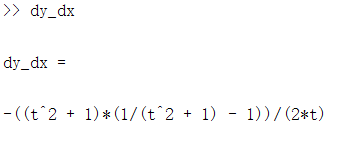 >> dy_dx
dy_dx =
-((t^2 + 1)*(1/(t^2 + 1) - 1))/(2*t)